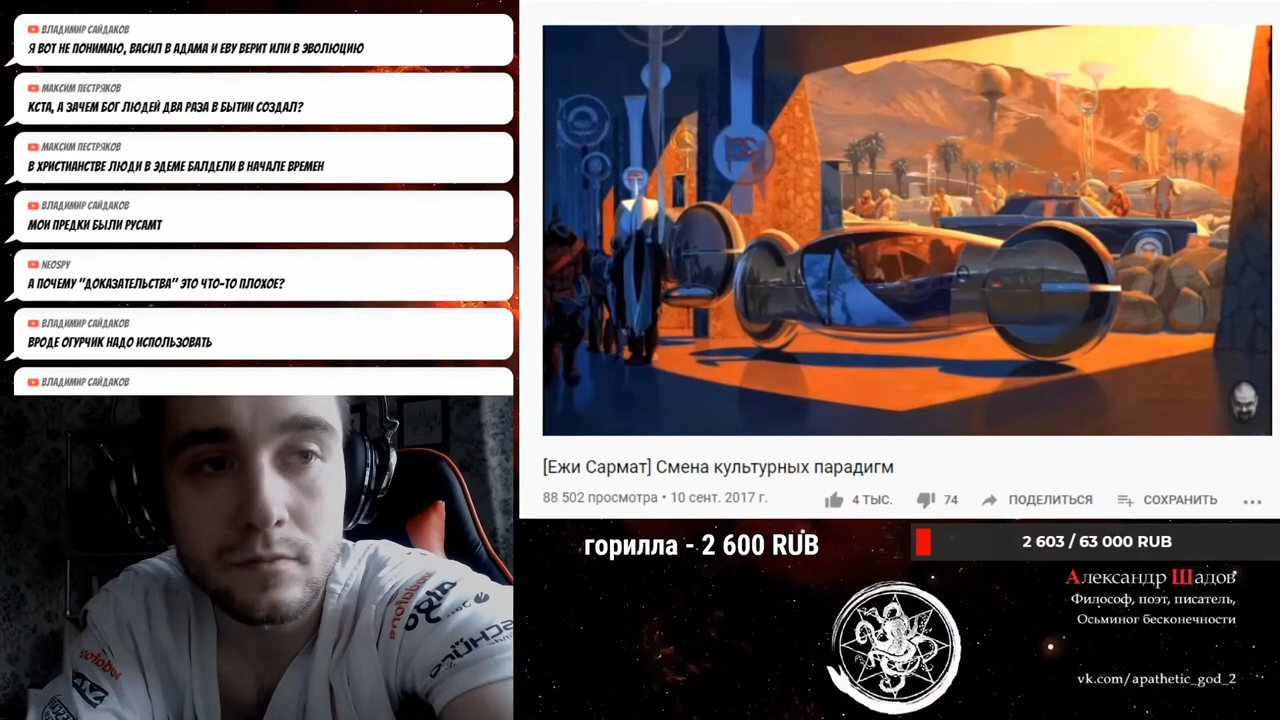 ВЛАДИМИР САЙДАКОВ
Я ВОТ НЕ ПОНИМАЮ, ВАСИЛ В АДАМА И ЕВУ ВЕРИТ ИЛИ В ЭВОЛЮЦИЮ
МАКСИМ ПЕСТРЯКОВ
КСТА, А ЗАЧЕМ БОГ ЛЮДЕЙ ДВА РАЗА В БЫТИИ СОЗДАЛ?
МАКСИМ ПЕСТРЯКОВ
В ХРИСТИАНСТВЕ ЛЮДИ В ЭДЕМЕ БАЛДЕЛИ В НАЧАЛЕ ВРЕМЕН
ВЛАДИМИР САЙДАКОВ
МОИ ПРЕДКИ БЫЛИ РУСАМТ
NEOSPY
А ПОЧЕМУ "ДОКАЗАТЕЛЬСТВА" ЭТО ЧТО-ТО ПЛОХОЕ?
ВЛАДИМИР САЙДАКОВ
ВРОДЕ ОГУРЧИК НАДО ИСПОЛЬЗОВАТЬ
ВЛАДИМИР САЙДАКОВ
[Ежи Сармат] Смена культурных парадигм
88 502 просмотра • 10 сент. 2017 г.
4 ТЫС.
74
ПОДЕЛИТЬСЯ
СОХРАНИТЬ
горилла - 2 600 RUB
2 603 / 63 000 RUB
Александр Шадов
Философ, поэт, писатель,
Осьминог бесконечности
vk.com/apathetic_god_2
vodafone
aigo